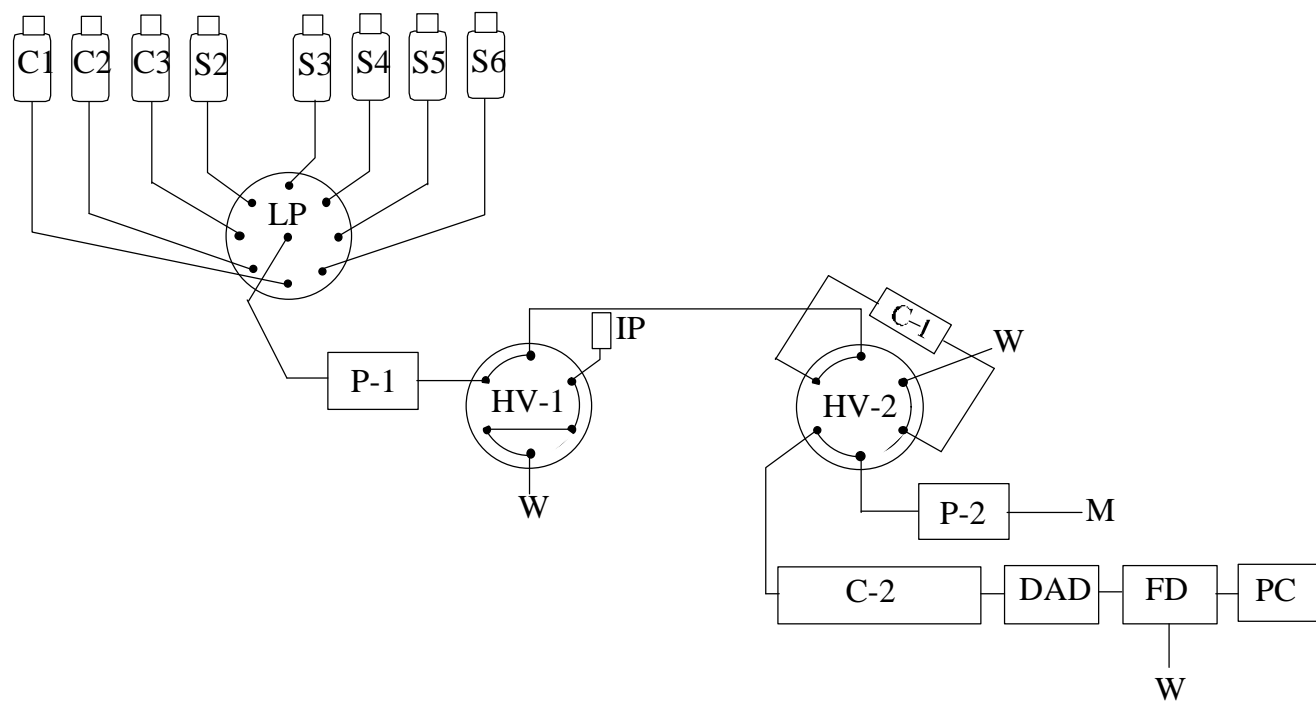 C1 C2 C3 S2 S3 S4 S5 S6
LP
IP
C-1
W
P-1
HV-1
HV-2
W
P-2
M
C-2
DAD
FD
PC
W